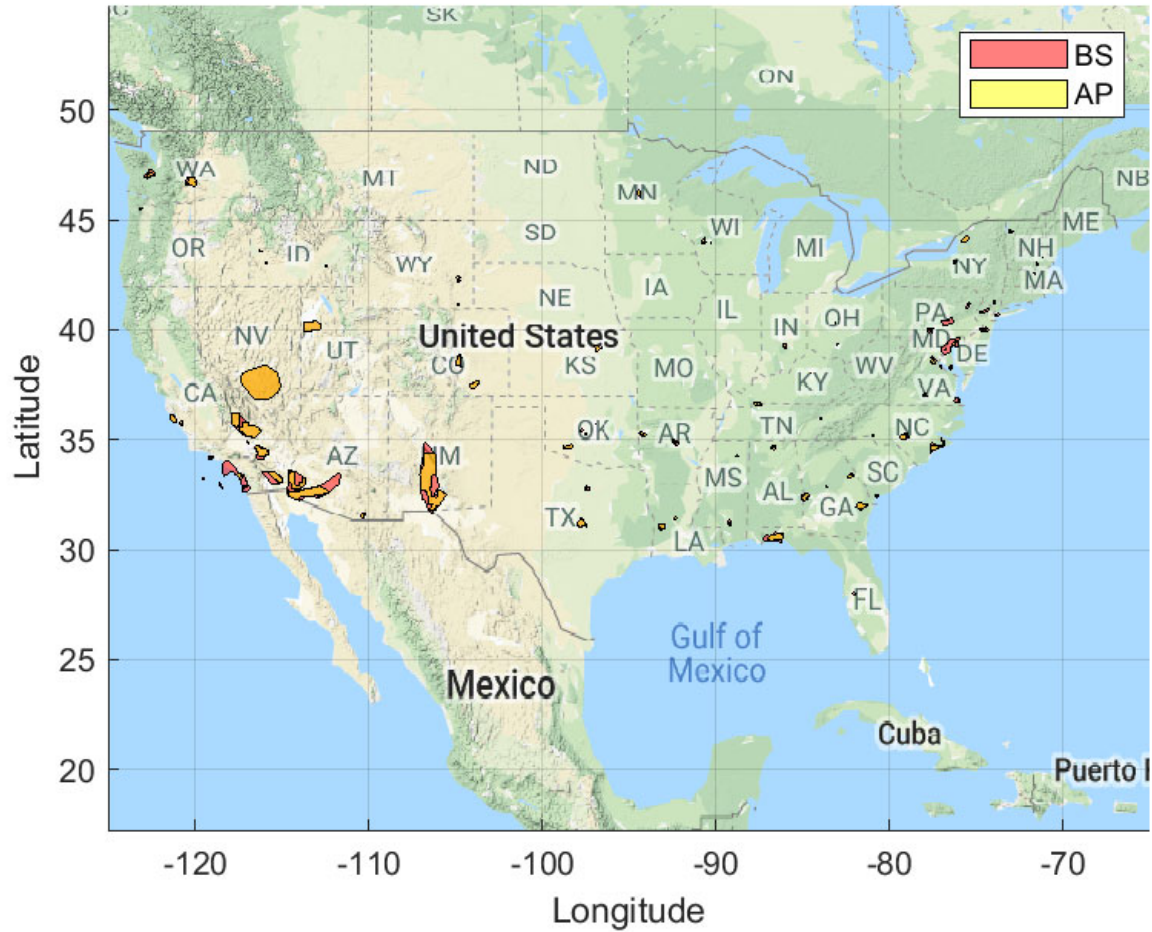 SK
ON
BS
AP
50
WA
MT
ND
MN
NB
ME
45
OR
ID
WY
SD
WI
MI
NH
NY
MA
NE
IA
IL
IN
OH
PA
40
NV
UT
United States
CO
KS
MO
MD
DE
WV
KY
VA
CA
35
AZ
OK
AR
TN
NC
MS
AL
SC
GA
TX
LA
30
FL
Gulf of
Mexico
25
Mexico
Cuba
20
Puerto
-120
-110
-100
-90
-80
-70
Latitude
Longitude